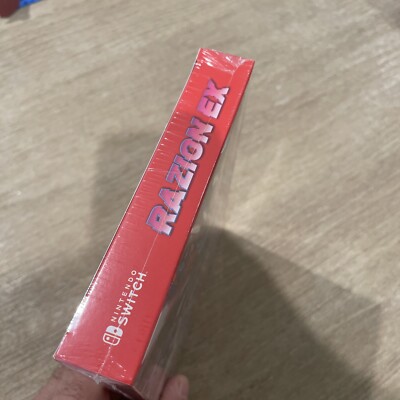 RAZION EX
NINTENDO
SWITCH